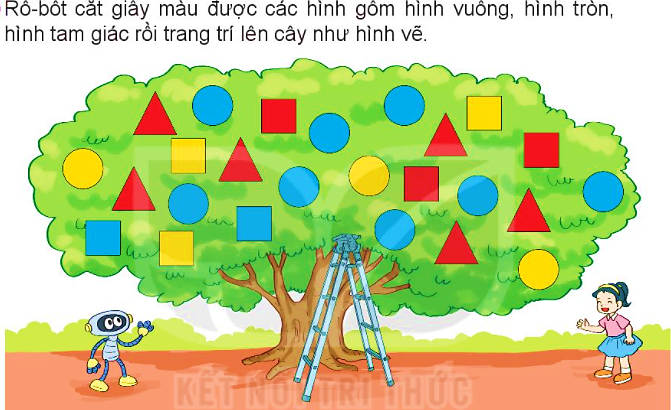 Rô-bôt cắt giấy màu được các hình gồm hình vuông, hình tròn,
hình tam giác rồi trang trí lên cây như hình vẽ.
KẾT NỐI TRI THỨC